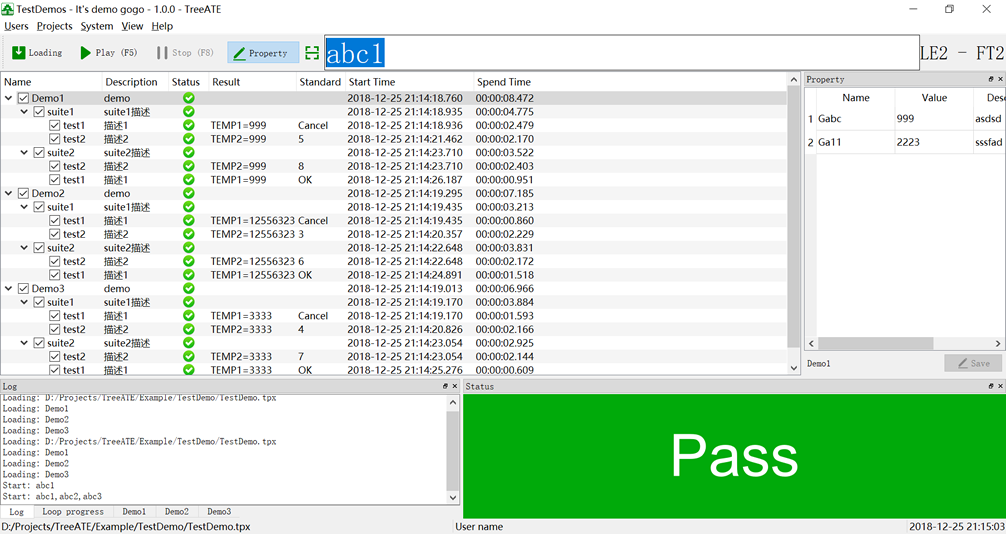 TestDemos - It's demo gogo - 1.0.0 - TreeATE
Users Projects System View Help
Loading Play (F5) Stop (F8) Property abc1 LE2 - FT2
Name Description Status Result Standard Start Time Spend Time
Demo1 demo 2018-12-25 21:14:18.760 00:00:08.472
suite1 suite1描述 2018-12-25 21:14:18.935 00:00:04.775
test1 描述1 TEMP1=999 Cancel 2018-12-25 21:14:18.936 00:00:02.479
test2 描述2 TEMP2=999 5 2018-12-25 21:14:21.462 00:00:02.170
suite2 suite2描述 2018-12-25 21:14:23.710 00:00:03.522
test2 描述2 TEMP2=999 8 2018-12-25 21:14:23.710 00:00:02.403
test1 描述1 TEMP1=999 OK 2018-12-25 21:14:26.187 00:00:00.951
Demo2 demo 2018-12-25 21:14:19.295 00:00:07.185
suite1 suite1描述 2018-12-25 21:14:19.435 00:00:03.213
test1 描述1 TEMP1=12556323 Cancel 2018-12-25 21:14:19.435 00:00:00.860
test2 描述2 TEMP2=12556323 3 2018-12-25 21:14:20.357 00:00:02.229
suite2 suite2描述 2018-12-25 21:14:22.648 00:00:03.831
test2 描述2 TEMP2=12556323 6 2018-12-25 21:14:22.648 00:00:02.172
test1 描述1 TEMP1=12556323 OK 2018-12-25 21:14:24.891 00:00:01.518
Demo3 demo 2018-12-25 21:14:19.013 00:00:06.966
suite1 suite1描述 2018-12-25 21:14:19.170 00:00:03.884
test1 描述1 TEMP1=3333 Cancel 2018-12-25 21:14:19.170 00:00:01.593
test2 描述2 TEMP2=3333 4 2018-12-25 21:14:20.826 00:00:02.166
suite2 suite2描述 2018-12-25 21:14:23.054 00:00:02.925
test2 描述2 TEMP2=3333 7 2018-12-25 21:14:23.054 00:00:02.144
test1 描述1 TEMP1=3333 OK 2018-12-25 21:14:25.276 00:00:00.609
Property
Name Value Des
1 Gabc 999 asdsd
2 Ga11 2223 sssfad
Demo1 Save
Log
Loading: D:/Projects/TreeATE/Example/TestDemo/TestDemo.tpx
Loading: Demo1
Loading: Demo2
Loading: Demo3
Loading: D:/Projects/TreeATE/Example/TestDemo/TestDemo.tpx
Loading: Demo1
Loading: Demo2
Loading: Demo3
Start: abc1
Start: abc1,abc2,abc3
Log Loop progress Demo1 Demo2 Demo3
Status
Pass
D:/Projects/TreeATE/Example/TestDemo/TestDemo.tpx User name 2018-12-25 21:15:03